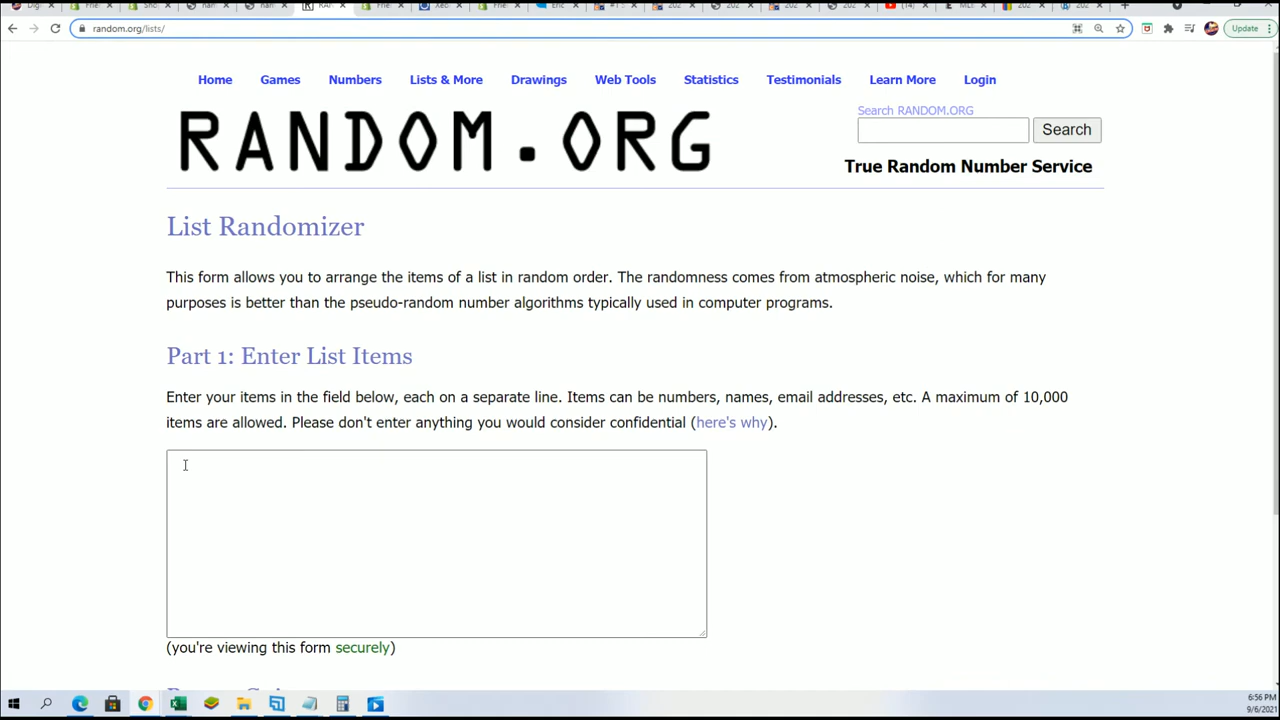 random.org/lists/
Update
Home Games Numbers Lists & More Drawings Web Tools Statistics Testimonials Learn More Login
RANDOM.ORG
Search RANDOM.ORG
Search
True Random Number Service
List Randomizer
This form allows you to arrange the items of a list in random order. The randomness comes from atmospheric noise, which for many
purposes is better than the pseudo-random number algorithms typically used in computer programs.
Part 1: Enter List Items
Enter your items in the field below, each on a separate line. Items can be numbers, names, email addresses, etc. A maximum of 10,000
items are allowed. Please don't enter anything you would consider confidential (here's why).
(you're viewing this form securely)
6:56 PM
9/6/2021